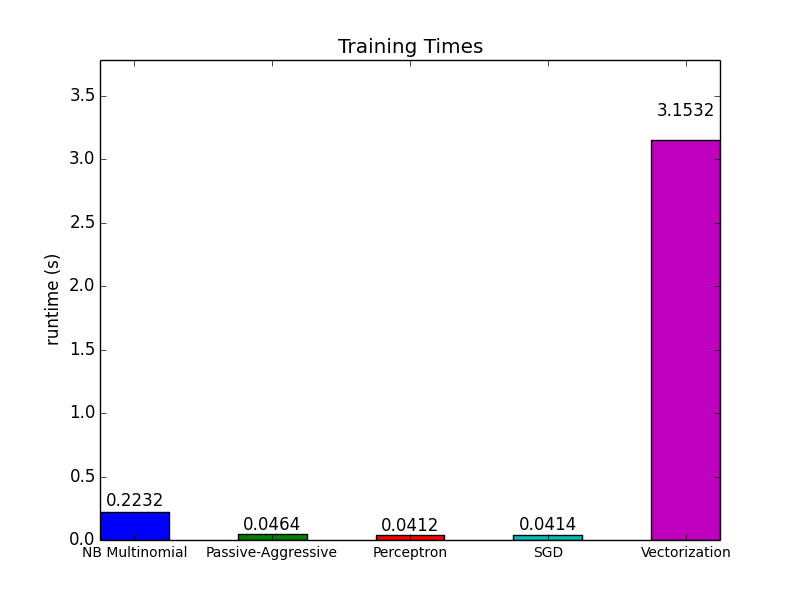 Training Times
3.5
3.0
2.5
2.0
1.5
1.0
0.5
0.0
runtime (s)
0.2232
0.0464
0.0412
0.0414
3.1532
NB Multinomial
Passive-Aggressive
Perceptron
SGD
Vectorization